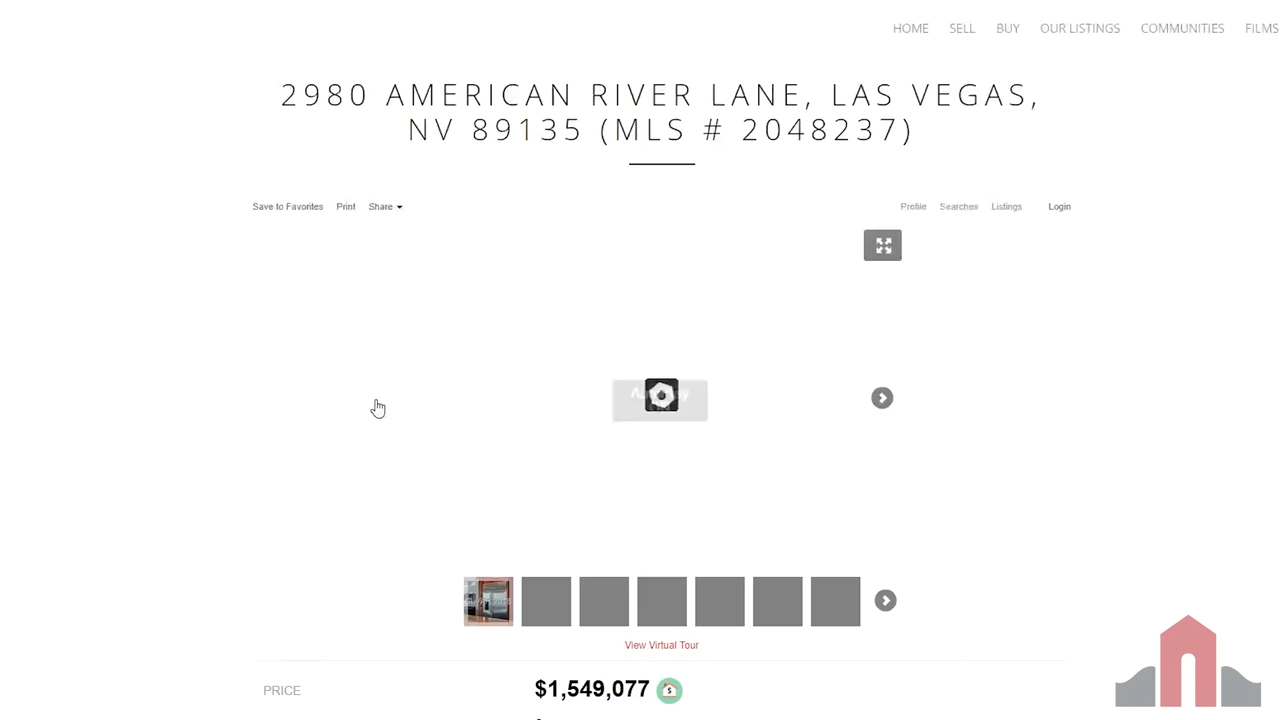 HOME SELL BUY OUR LISTINGS COMMUNITIES FILMS
2980 AMERICAN RIVER LANE, LAS VEGAS,
NV 89135 (MLS # 2048237)
Save to Favorites Print Share Profile Searches Listings Login
View Virtual Tour
PRICE $1,549,077